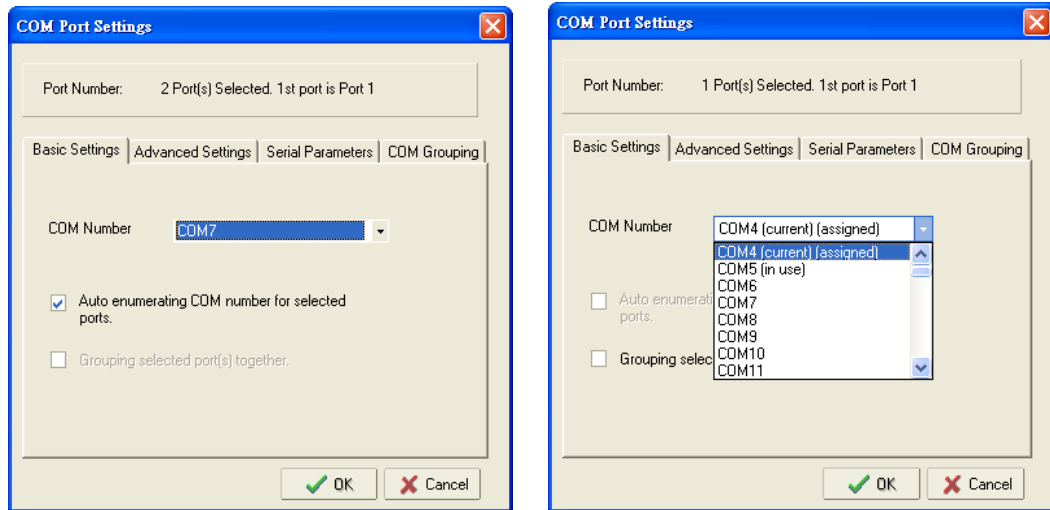 COM Port Settings
Port Number: 2 Port(s) Selected. 1st port is Port 1
Basic Settings Advanced Settings Serial Parameters COM Grouping
COM Number COM7
Auto enumerating COM number for selected
ports.
Grouping selected port(s) together.
OK Cancel
COM Port Settings
Port Number: 1 Port(s) Selected. 1st port is Port 1
Basic Settings Advanced Settings Serial Parameters COM Grouping
COM Number COM4 (current) (assigned)
COM4 (current) (assigned)
COM5 (in use)
COM6
Auto enumerati COM7
ports. COM8
COM9
Grouping selec COM10
COM11
OK Cancel